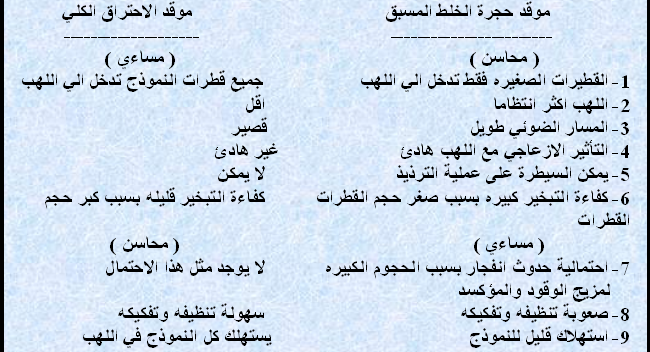 موقد حجرة الخلط المسبق موقد الاحتراق الكلي
( محاسن ) ( مساءي )
1- القطيرات الصغيره فقط تدخل الي اللهب جميع قطرات النموذج تدخل الي اللهب
2- اللهب اكثر انتظاما اقل
3- المسار الضوئي طويل قصير
4- التأثير الازعاجي مع اللهب هادئ غير هادئ
5- يمكن السيطرة على عملية الترذيذ لا يمكن
6- كفاءة التبخير كبيره بسبب صغر حجم القطرات كفاءة التبخير قليله بسبب كبر حجم
القطرات
( مساءي ) ( محاسن )
7- احتمالية حدوث انفجار بسبب الحجوم الكبيره لا يوجد مثل هذا الاحتمال
لمزيج الوقود والمؤكسد
8- صعوبة تنظيفه وتفكيكه سهولة تنظيفه وتفكيكه
9- استهلاك قليل للنموذج يستهلك كل النموذج في اللهب